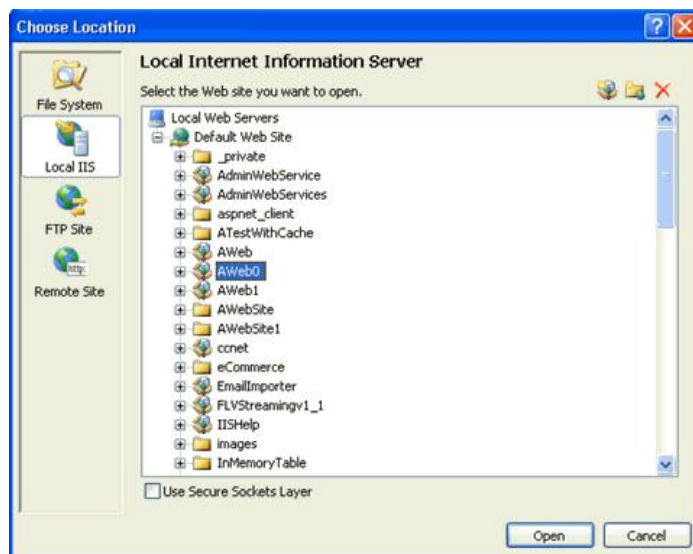 Choose Location
File System
Local IIS
FTP Site
http:
Remote Site
Local Internet Information Server
Select the Web site you want to open.
Local Web Servers
Default Web Site
_private
AdminWebService
AdminWebServices
aspnet_client
ATestWithCache
AWeb
AWeb0
AWeb1
AWebSite
AWebSite1
ccnet
eCommerce
EmailImporter
FLVStreamingv1_1
IISHelp
images
InMemoryTable
Use Secure Sockets Layer
Open
Cancel